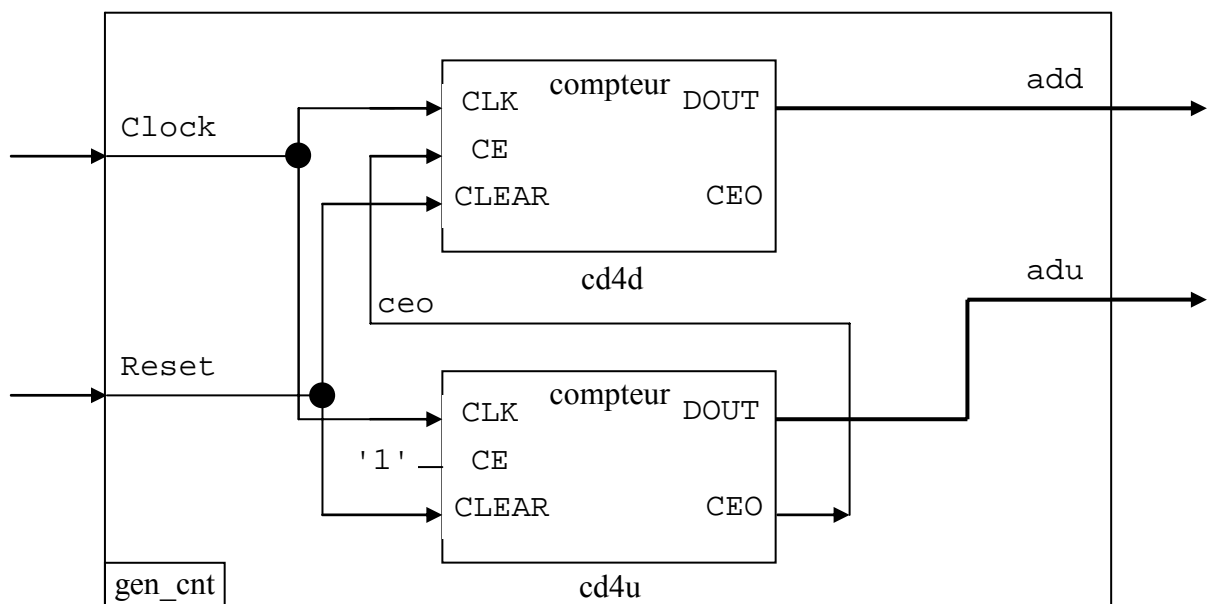 compteur
CLK DOUT
CE
CLEAR CEO
cd4d
add
Clock
adu
ceo
Reset
compteur
CLK DOUT
'1' CE
CLEAR CEO
cd4u
gen_cnt